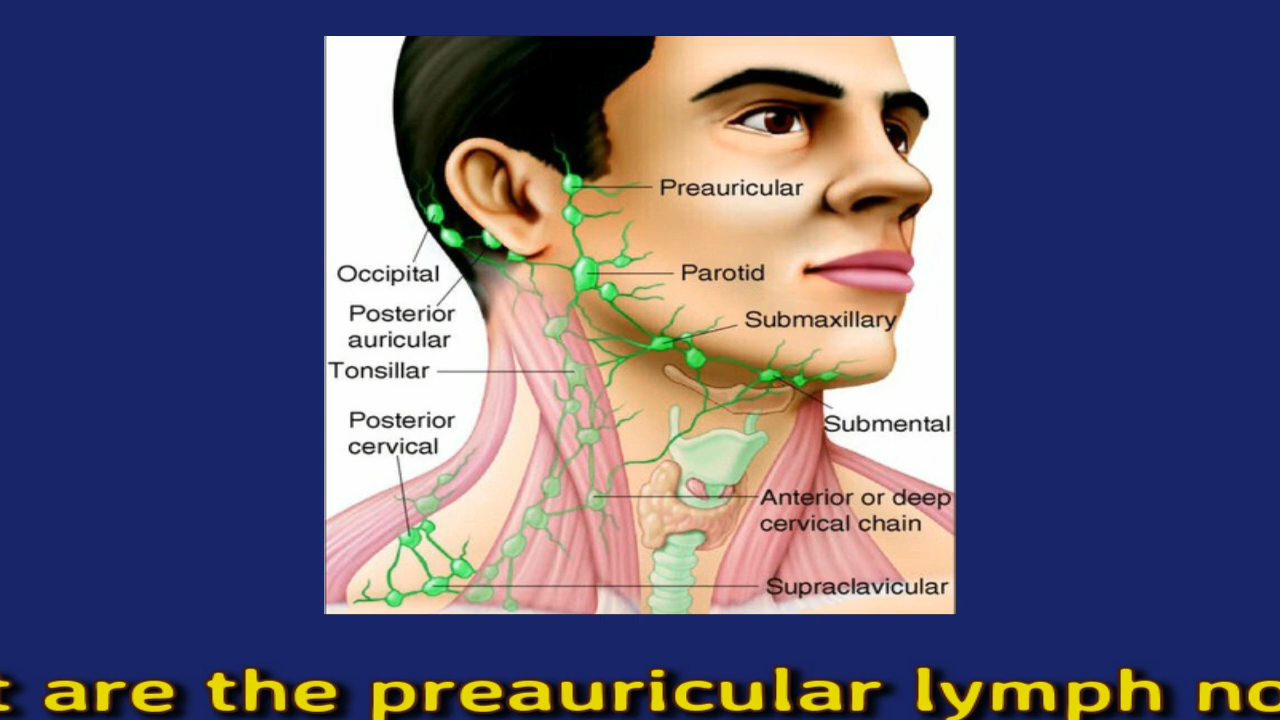 Preauricular
Occipital
Parotid
Posterior
auricular
Submaxillary
Tonsillar
Posterior
cervical
Submental
Anterior or deep
cervical chain
Supraclavicular
are the preauricular lymph